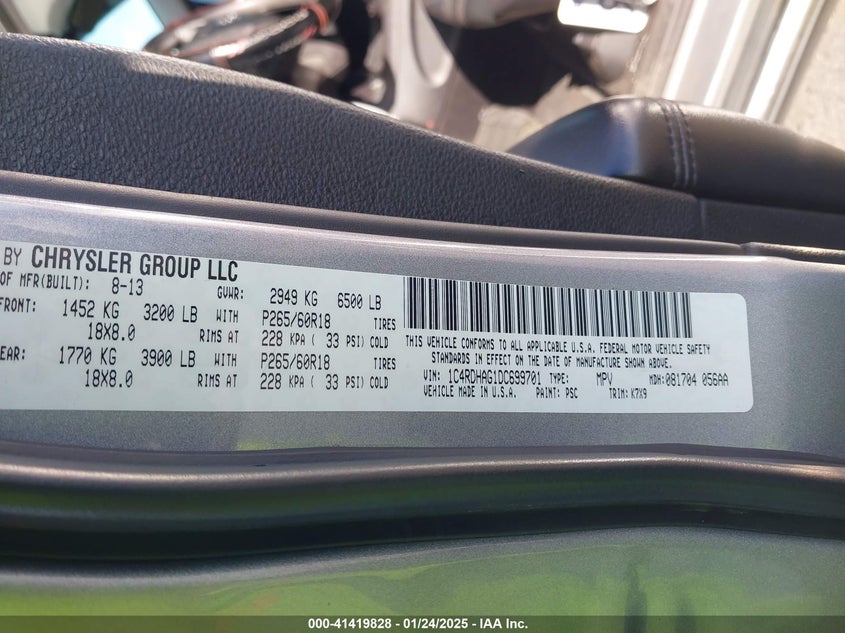 BY CHRYSLER GROUP LLC
OF MFR(BUILT): 8-13 GVWR: 2949 KG 6500 LB
FRONT: 1452 KG 3200 LB WITH P265/60R18 TIRES
18X8.0 RIMS AT 228 KPA ( 33 PSI) COLD
EAR: 1770 KG 3900 LB WITH P265/60R18 TIRES
18X8.0 RIMS AT 228 KPA ( 33 PSI) COLD
THIS VEHICLE CONFORMS TO ALL APPLICABLE U.S.A. FEDERAL MOTOR VEHICLE SAFETY
STANDARDS IN EFFECT ON THE DATE OF MANUFACTURE SHOWN ABOVE.
VIN: 1C4RDHAG1DC699701 TYPE: MPV MDH: 081704 056AA
VEHICLE MADE IN U.S.A. PAINT: PSC TRIM: K7X9
000-41419828 - 01/24/2025 - IAA Inc.